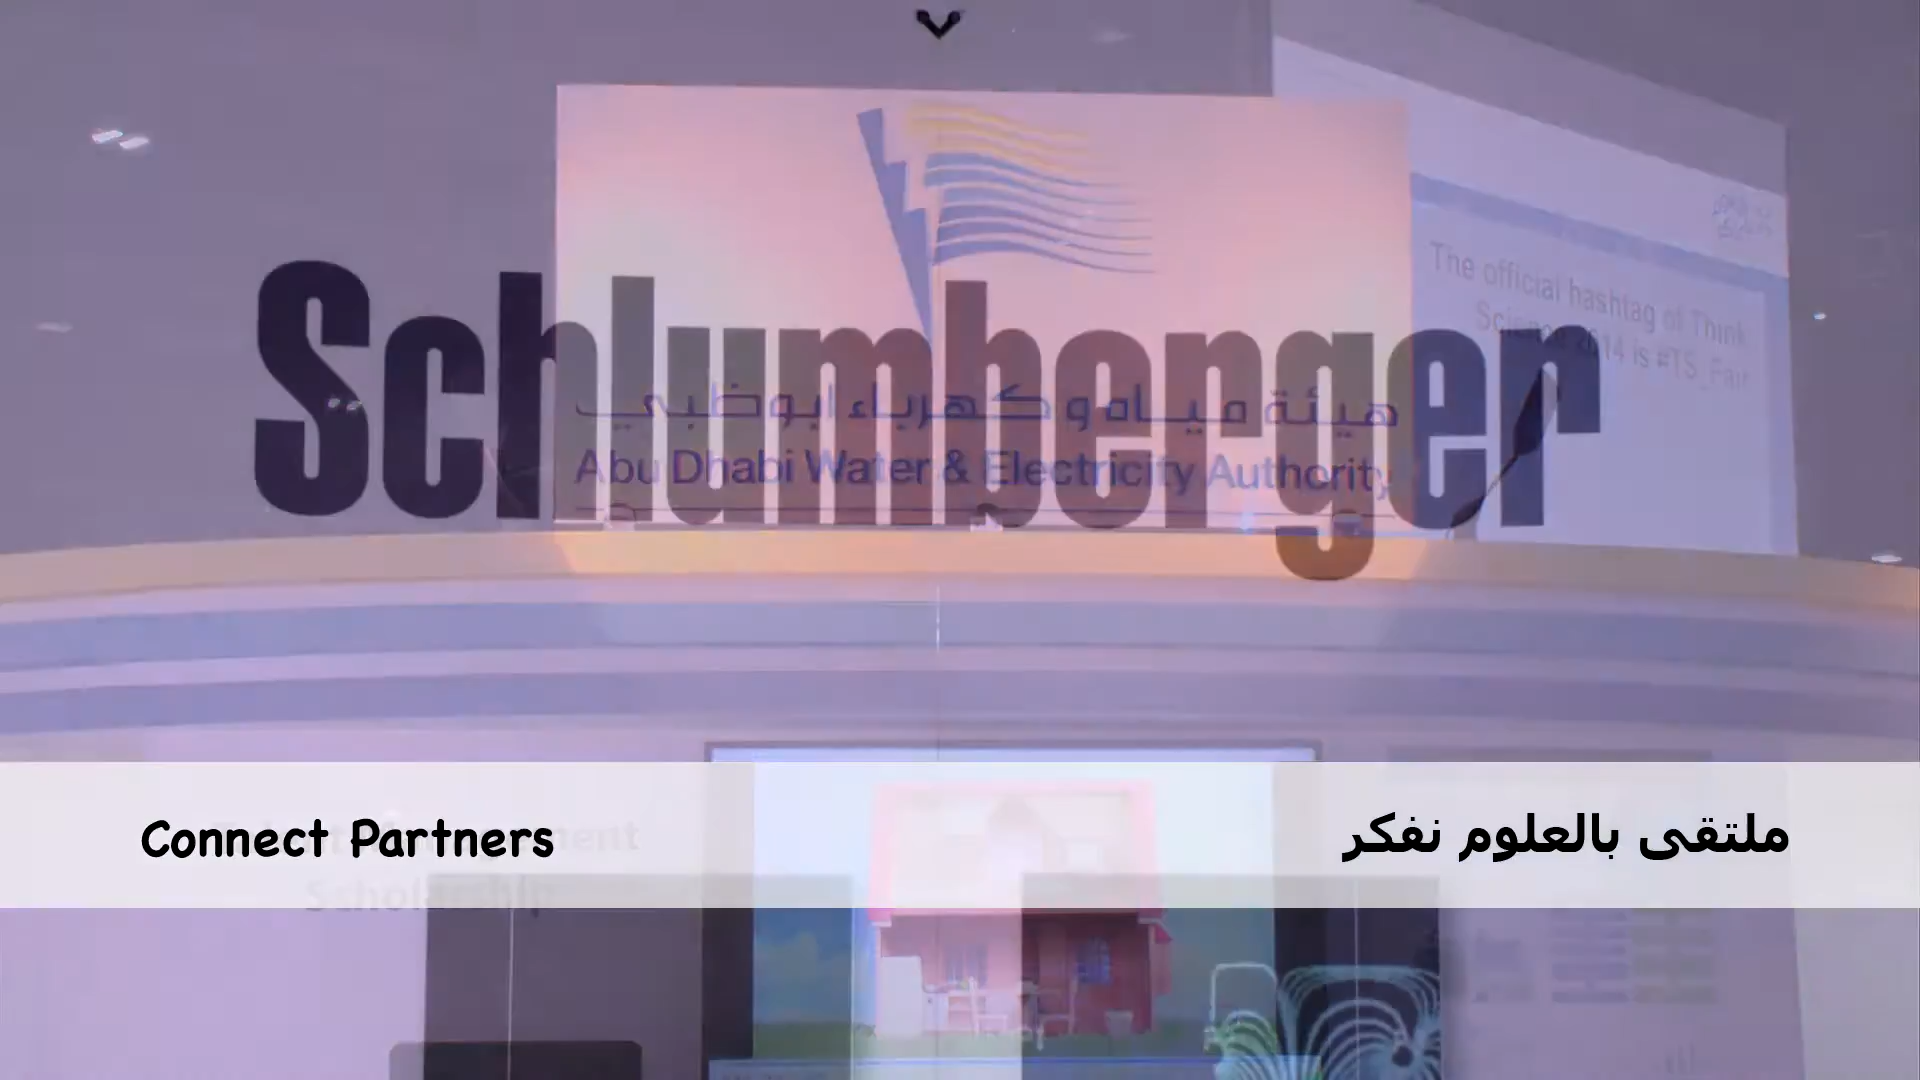 The official hashtag of Think
Science 2014 is #TS_Fair
Schlumberger
هيئة مياه و كهرباء ابوظبي
Abu Dhabi Water & Electricity Authority
Connect Partners
ملتقى بالعلوم نفكر
Scholarship